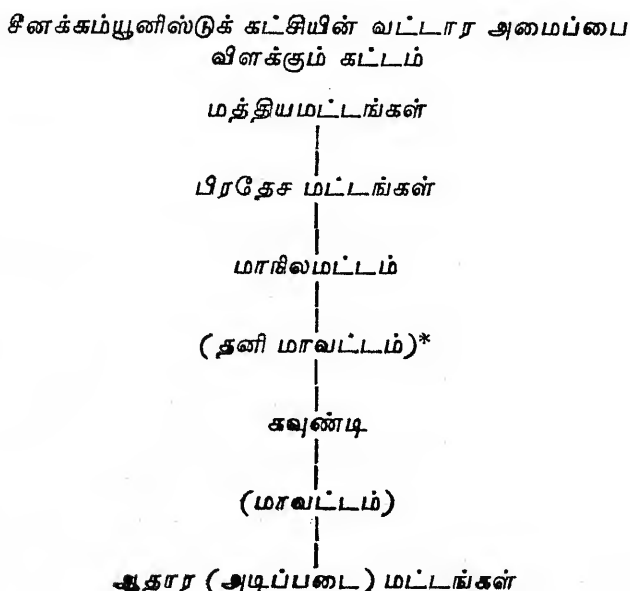 சீனக்கம்யூனிஸ்டுக் கட்சியின் வட்டார அமைப்பை
விளக்கும் கட்டம்
மத்தியமட்டங்கள்
பிரதேச மட்டங்கள்
மாநிலமட்டம்
(தனி மாவட்டம்)*
கவுண்டி
(மாவட்டம்)
ஆதார (அடிப்படை) மட்டங்கள்